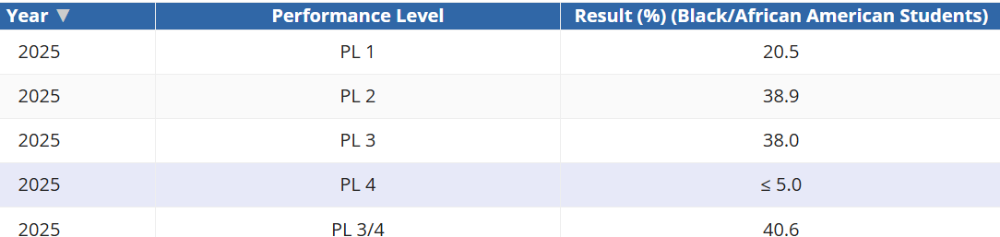 Year ▼ Performance Level Result (%) (Black/African American Students)
2025 PL 1 20.5
2025 PL 2 38.9
2025 PL 3 38.0
2025 PL 4 ≤ 5.0
2025 PL 3/4 40.6